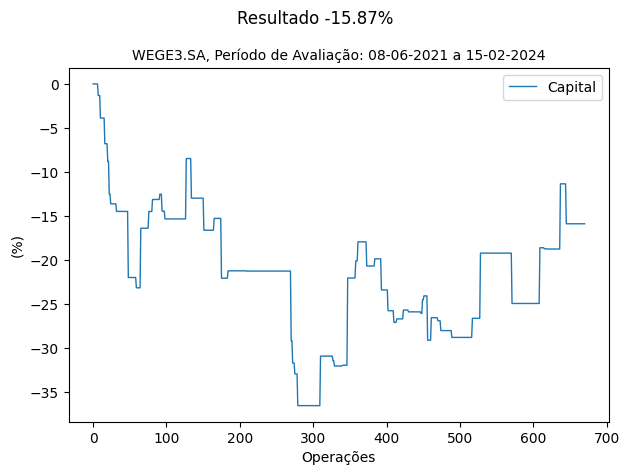 Resultado -15.87%
WEGE3.SA, Período de Avaliação: 08-06-2021 a 15-02-2024
Capital
(%)
0
−5
−10
−15
−20
−25
−30
−35
0 100 200 300 400 500 600 700
Operações